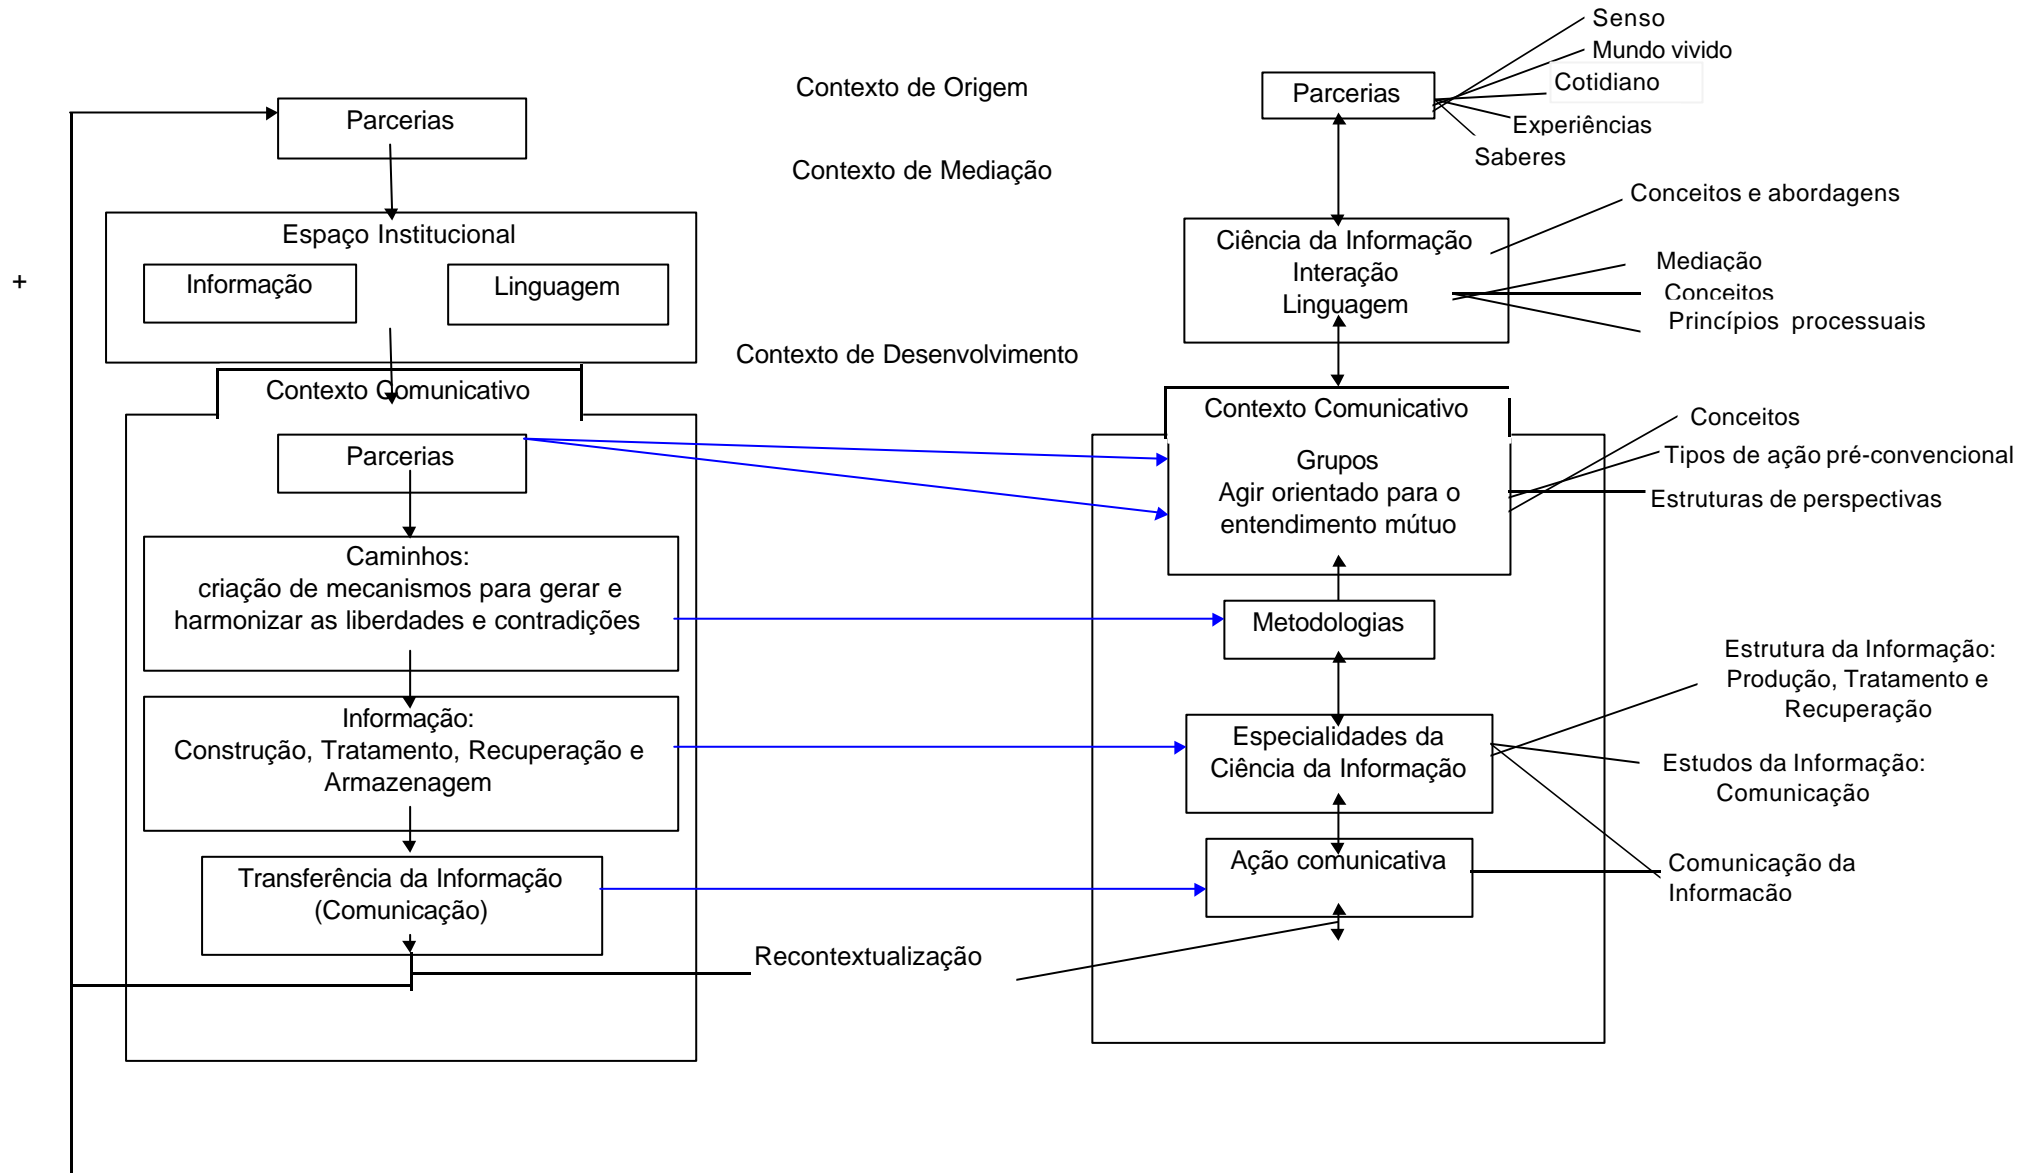 Senso
Mundo vivido
Cotidiano
Experiências
Saberes
Contexto de Origem
Parcerias
Parcerias
Contexto de Mediação
Conceitos e abordagens
Espaço Institucional
Informação
Linguagem
+
Ciência da Informação
Interação
Linguagem
Mediação
Conceitos
Princípios processuais
Contexto de Desenvolvimento
Contexto Comunicativo
Parcerias
Caminhos:
criação de mecanismos para gerar e
harmonizar as liberdades e contradições
Informação:
Construção, Tratamento, Recuperação e
Armazenagem
Transferência da Informação
(Comunicação)
Recontextualização
Contexto Comunicativo
Grupos
Agir orientado para o
entendimento mútuo
Conceitos
Tipos de ação pré-convencional
Estruturas de perspectivas
Metodologias
Especialidades da
Ciência da Informação
Estrutura da Informação:
Produção, Tratamento e
Recuperação
Estudos da Informação:
Comunicação
Ação comunicativa
Comunicação da
Informação